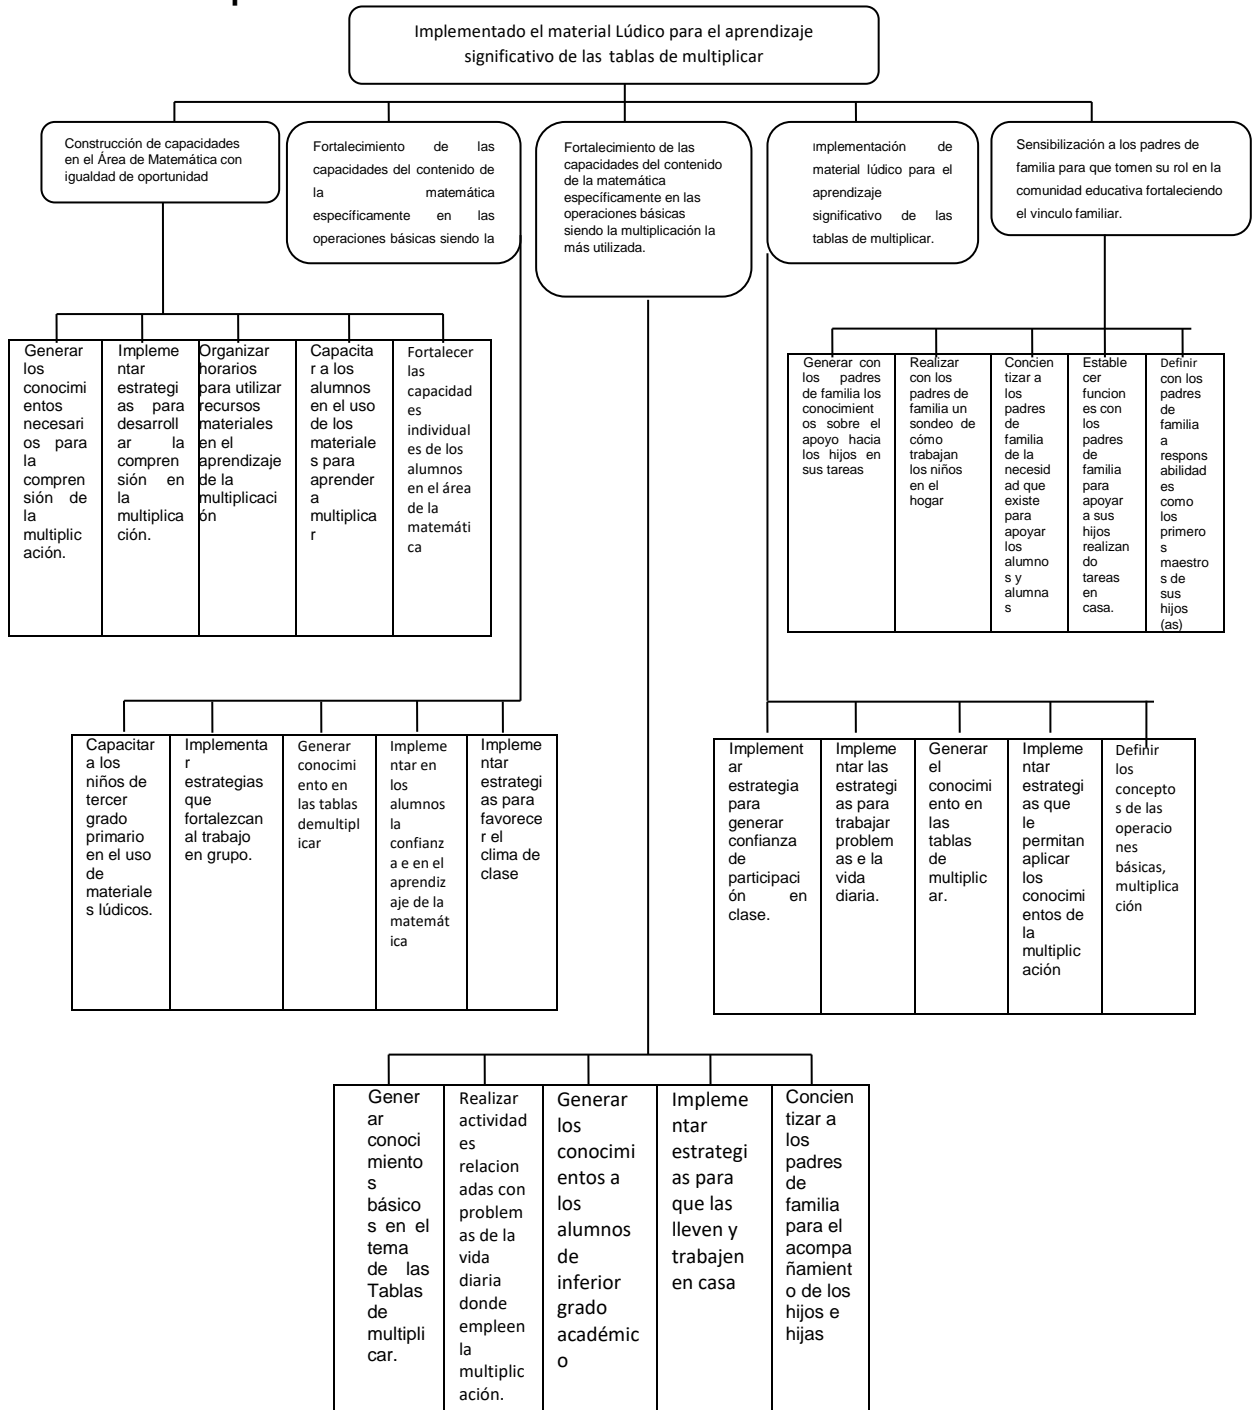 Implementado el material Lúdico para el aprendizaje
significativo de las tablas de multiplicar
Construcción de capacidades
en el Área de Matemática con
igualdad de oportunidad
Fortalecimiento de las
capacidades del contenido de
la matemática
específicamente en las
operaciones básicas siendo la
Fortalecimiento de las
capacidades del contenido
de la matemática
específicamente en las
operaciones básicas
siendo la multiplicación la
más utilizada.
Implementación de
material lúdico para el
aprendizaje
significativo de las
tablas de multiplicar.
Sensibilización a los padres de
familia para que tomen su rol en la
comunidad educativa fortaleciendo
el vinculo familiar.
Generar
los
conocimi
entos
necesari
os para
la
compren
sión de
la
multiplic
ación.
Impleme
ntar
estrategi
as para
desarroll
ar la
compren
sión en
la
multiplica
ción.
Organizar
horarios
para utilizar
recursos
materiales
en el
aprendizaje
de la
multiplicaci
ón
Capacita
r a los
alumnos
en el uso
de los
materiale
s para
aprender
a
multiplica
r
Fortalecer
las
capacidad
es
individual
es de los
alumnos
en el área
de la
matemáti
ca
Generar con
los padres
de familia los
conocimient
os sobre el
apoyo hacia
los hijos en
sus tareas
Realizar
con los
padres de
familia un
sondeo de
cómo
trabajan
los niños
en el
hogar
Concien
tizar a
los
padres
de
familia
de la
necesid
ad que
existe
para
apoyar
los
alumno
s y
alumna
s
Estable
cer
funcion
es con
los
padres
de
familia
para
apoyar
a sus
hijos
realizan
do
tareas
en
casa.
Definir
con los
padres
de
familia
a
respons
abilidad
es
como
los
primero
s
maestro
s de
sus
hijos
(as)
Capacitar
a los
niños de
tercer
grado
primario
en el uso
de
materiale
s lúdicos.
Implementa
r
estrategias
que
fortalezcan
al trabajo
en grupo.
Generar
conocimi
ento en
las tablas
demultipl
icar
Impleme
ntar en
los
alumnos
la
confianz
a e en el
aprendiz
aje de la
matemát
ica
Impleme
ntar
estrategi
as para
favorece
r el
clima de
clase
Implement
ar
estrategia
para
generar
confianza
de
participaci
ón en
clase.
Impleme
ntar las
estrategi
as para
trabajar
problem
as e la
vida
diaria.
Generar
el
conocimi
ento en
las
tablas
de
multiplic
ar.
Impleme
ntar
estrategi
as que
le
permitan
aplicar
los
conocimi
entos de
la
multiplic
ación
Definir
los
concepto
s de las
operacio
nes
básicas,
multiplica
ción
Gener
ar
conoci
miento
s
básico
s en el
tema
de las
Tablas
de
multipli
car.
Realizar
actividad
es
relacion
adas con
problem
as de la
vida
diaria
donde
empleen
la
multiplic
ación.
Generar
los
conocimi
entos a
los
alumnos
de
inferior
grado
académic
o
Impleme
ntar
estrategi
as para
que las
lleven y
trabajen
en casa
Concien
tizar a
los
padres
de
familia
para el
acompa
ñamient
o de los
hijos e
hijas